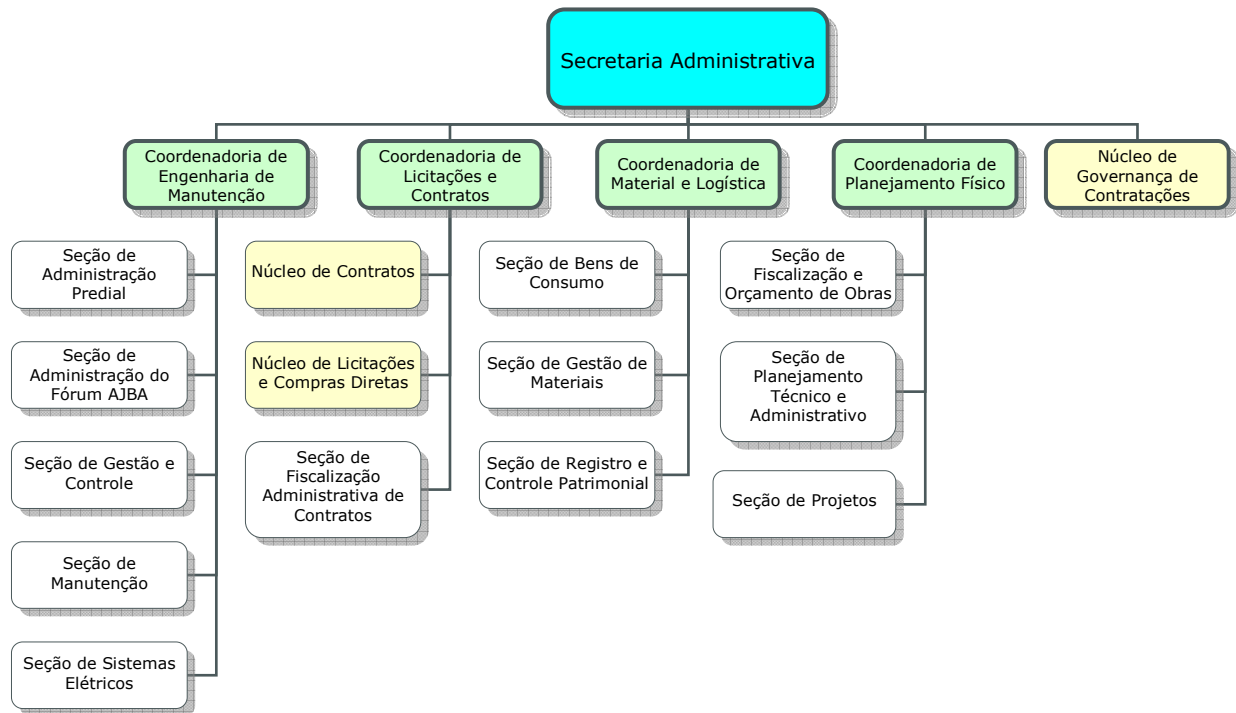 Secretaria Administrativa
Coordenadoria de
Engenharia de
Manutenção
Coordenadoria de
Licitações e
Contratos
Coordenadoria de
Material e Logística
Coordenadoria de
Planejamento Físico
Núcleo de
Governança de
Contratações
Seção de
Administração
Predial
Seção de
Administração do
Fórum AJBA
Seção de Gestão e
Controle
Seção de
Manutenção
Seção de Sistemas
Elétricos
Núcleo de Contratos
Núcleo de Licitações
e Compras Diretas
Seção de
Fiscalização
Administrativa de
Contratos
Seção de Bens de
Consumo
Seção de Gestão de
Materiais
Seção de Registro e
Controle Patrimonial
Seção de
Fiscalização e
Orçamento de Obras
Seção de
Planejamento
Técnico e
Administrativo
Seção de Projetos